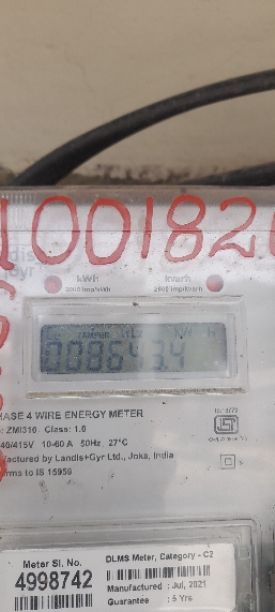 100182
dis
Gyr
kWh
kvarh
008643.4
HASE 4 WIRE ENERGY METER
ZMI310 Class: 1.0
40/415V 10-60 A 50Hz 27°C
factured by Landis+Gyr Ltd., Joka, India
rms to IS 15959
Meter Sl. No.
4998742
DLMS Meter, Category - C2
Manufactured : Jul, 2021
Guarantee : 5 Yrs